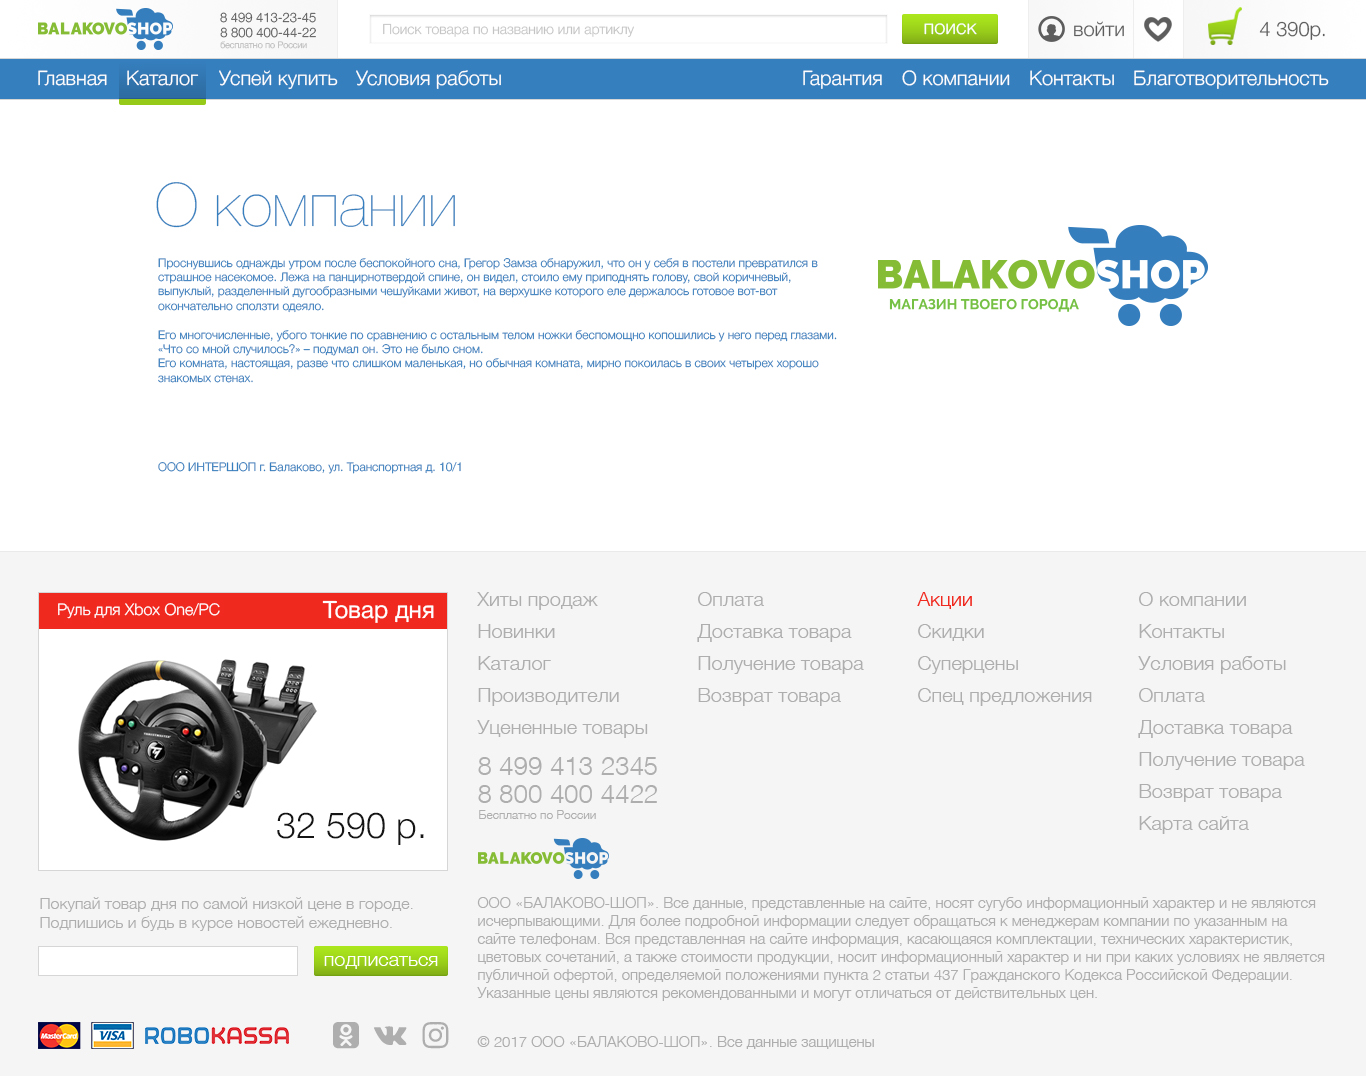 BALAKOVOSHOP
8 499 413-23-45
8 800 400-44-22
бесплатно по России
Поиск товара по названию или артиклу
ПОИСК
ВОЙТИ
4 390р.
Главная Каталог Успей купить Условия работы Гарантия О компании Контакты Благотворительность
О компании
Проснувшись однажды утром после беспокойного сна, Грегор Замза обнаружил, что он у себя в постели превратился в
страшное насекомое. Лежа на панцирнотвердой спине, он видел, стоило ему приподнять голову, свой коричневый,
выпуклый, разделенный дугообразными чешуйками живот, на верхушке которого еле держалось готовое вот-вот
окончательно сползти одеяло.
Его многочисленные, убого тонкие по сравнению с остальным телом ножки беспомощно копошились у него перед глазами.
«Что со мной случилось?» – подумал он. Это не было сном.
Его комната, настоящая, разве что слишком маленькая, но обычная комната, мирно покоилась в своих четырех хорошо
знакомых стенах.
ООО ИНТЕРШОП г. Балаково, ул. Транспортная д. 10/1
BALAKOVOSHOP
МАГАЗИН ТВОЕГО ГОРОДА
Руль для Xbox One/PC Товар дня
THRUSTMASTER
32 590 р.
Покупай товар дня по самой низкой цене в городе.
Подпишись и будь в курсе новостей ежедневно.
ПОДПИСАТЬСЯ
MasterCard VISA ROBOKASSA
Хиты продаж
Новинки
Каталог
Производители
Уцененные товары
8 499 413 2345
8 800 400 4422
Бесплатно по России
Оплата
Доставка товара
Получение товара
Возврат товара
Акции
Скидки
Суперцены
Спец предложения
О компании
Контакты
Условия работы
Оплата
Доставка товара
Получение товара
Возврат товара
Карта сайта
BALAKOVOSHOP
ООО «БАЛАКОВО-ШОП». Все данные, представленные на сайте, носят сугубо информационный характер и не являются
исчерпывающими. Для более подробной информации следует обращаться к менеджерам компании по указанным на
сайте телефонам. Вся представленная на сайте информация, касающаяся комплектации, технических характеристик,
цветовых сочетаний, а также стоимости продукции, носит информационный характер и ни при каких условиях не является
публичной офертой, определяемой положениями пункта 2 статьи 437 Гражданского Кодекса Российской Федерации.
Указанные цены являются рекомендованными и могут отличаться от действительных цен.
© 2017 ООО «БАЛАКОВО-ШОП». Все данные защищены